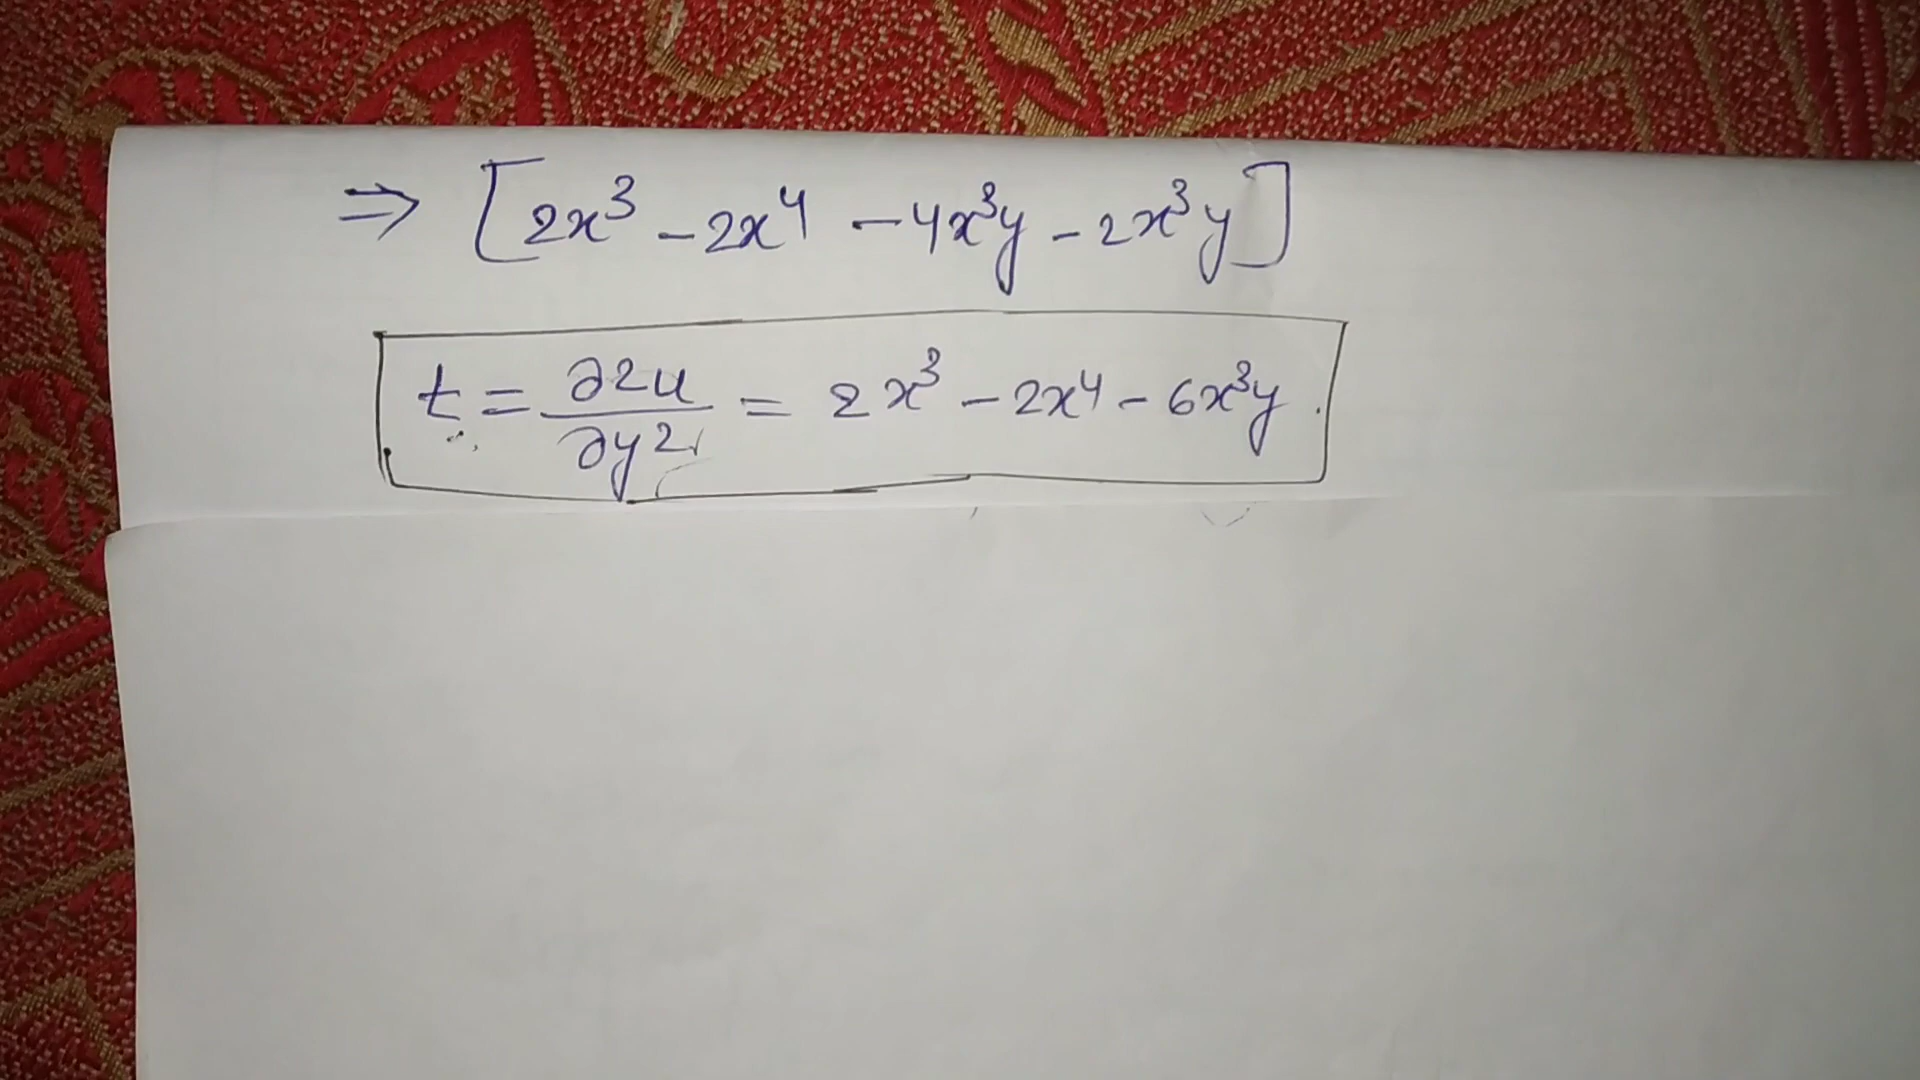 ⇒ [2x³ - 2x⁴ - 4x³y - 2x³y]
t = ∂2u/∂y2 = 2x³ - 2x⁴ - 6x³y.